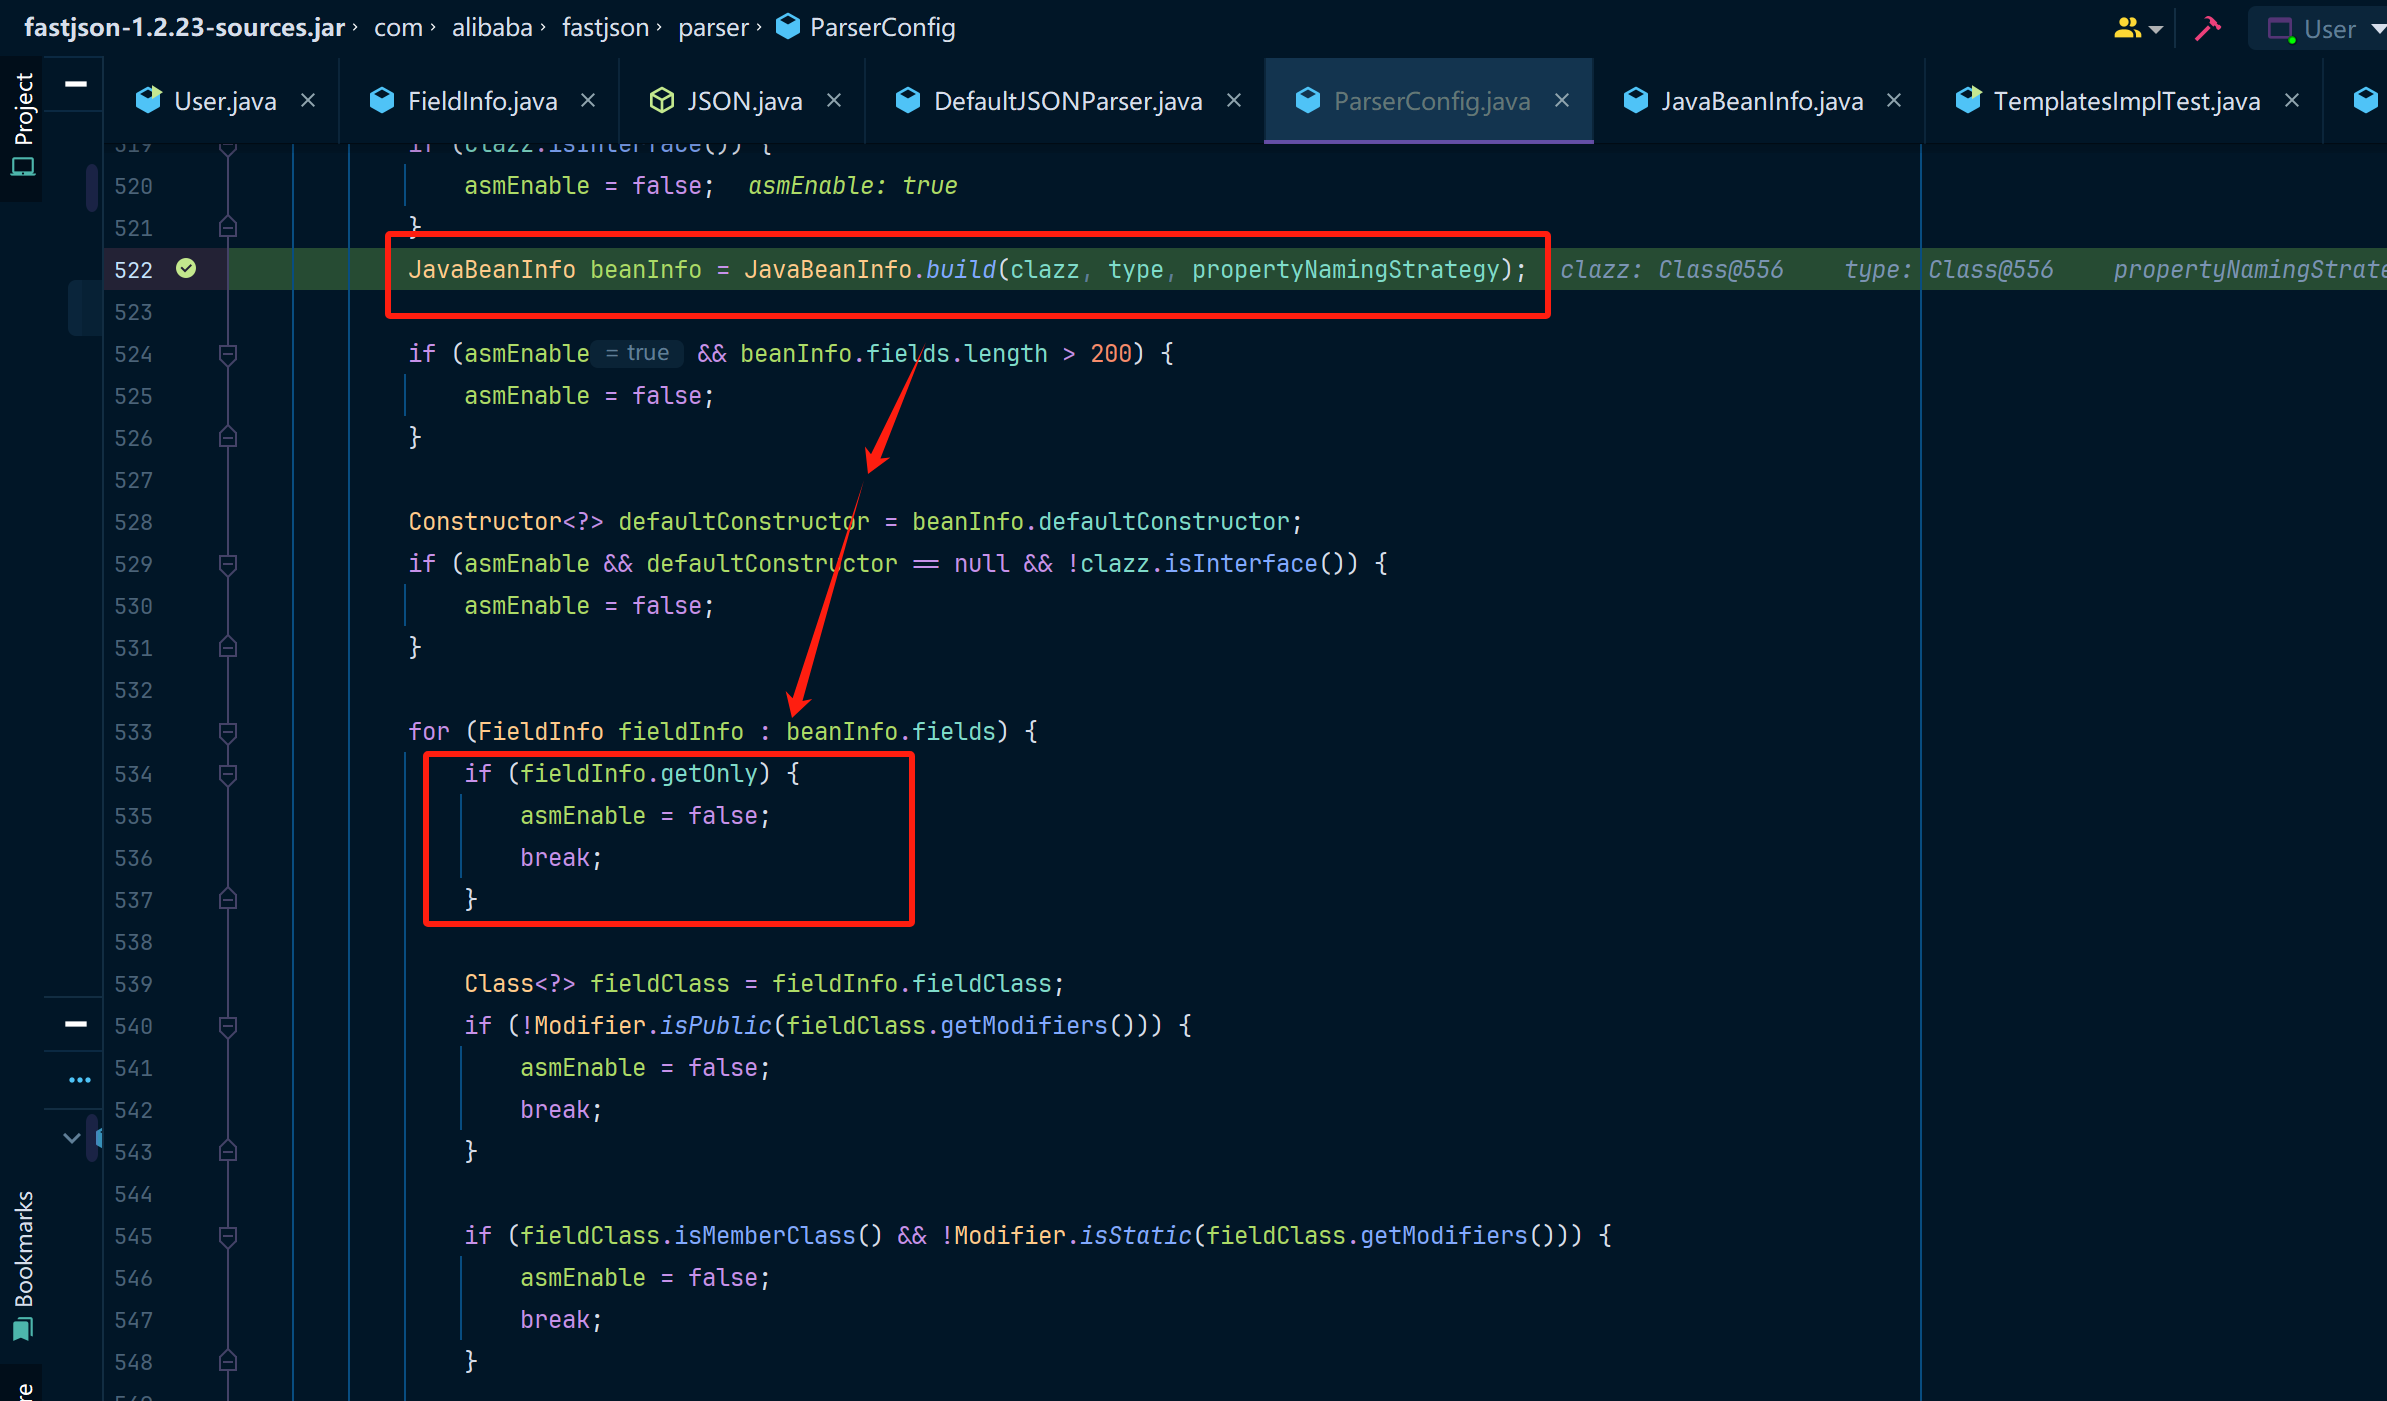 fastjson-1.2.23-sources.jar › com › alibaba › fastjson › parser › ParserConfig
User
Project
User.java
FieldInfo.java
JSON.java
DefaultJSONParser.java
ParserConfig.java
JavaBeanInfo.java
TemplatesImplTest.java
519 if (clazz.isInterface()) {
520 asmEnable = false; asmEnable: true
521 }
522 JavaBeanInfo beanInfo = JavaBeanInfo.build(clazz, type, propertyNamingStrategy); clazz: Class@556 type: Class@556 propertyNamingStrate
523
524 if (asmEnable = true && beanInfo.fields.length > 200) {
525 asmEnable = false;
526 }
527
528 Constructor<?> defaultConstructor = beanInfo.defaultConstructor;
529 if (asmEnable && defaultConstructor == null && !clazz.isInterface()) {
530 asmEnable = false;
531 }
532
533 for (FieldInfo fieldInfo : beanInfo.fields) {
534 if (fieldInfo.getOnly) {
535 asmEnable = false;
536 break;
537 }
538
539 Class<?> fieldClass = fieldInfo.fieldClass;
540 if (!Modifier.isPublic(fieldClass.getModifiers())) {
541 asmEnable = false;
542 break;
543 }
544
545 if (fieldClass.isMemberClass() && !Modifier.isStatic(fieldClass.getModifiers())) {
546 asmEnable = false;
547 break;
548 }
Bookmarks
re